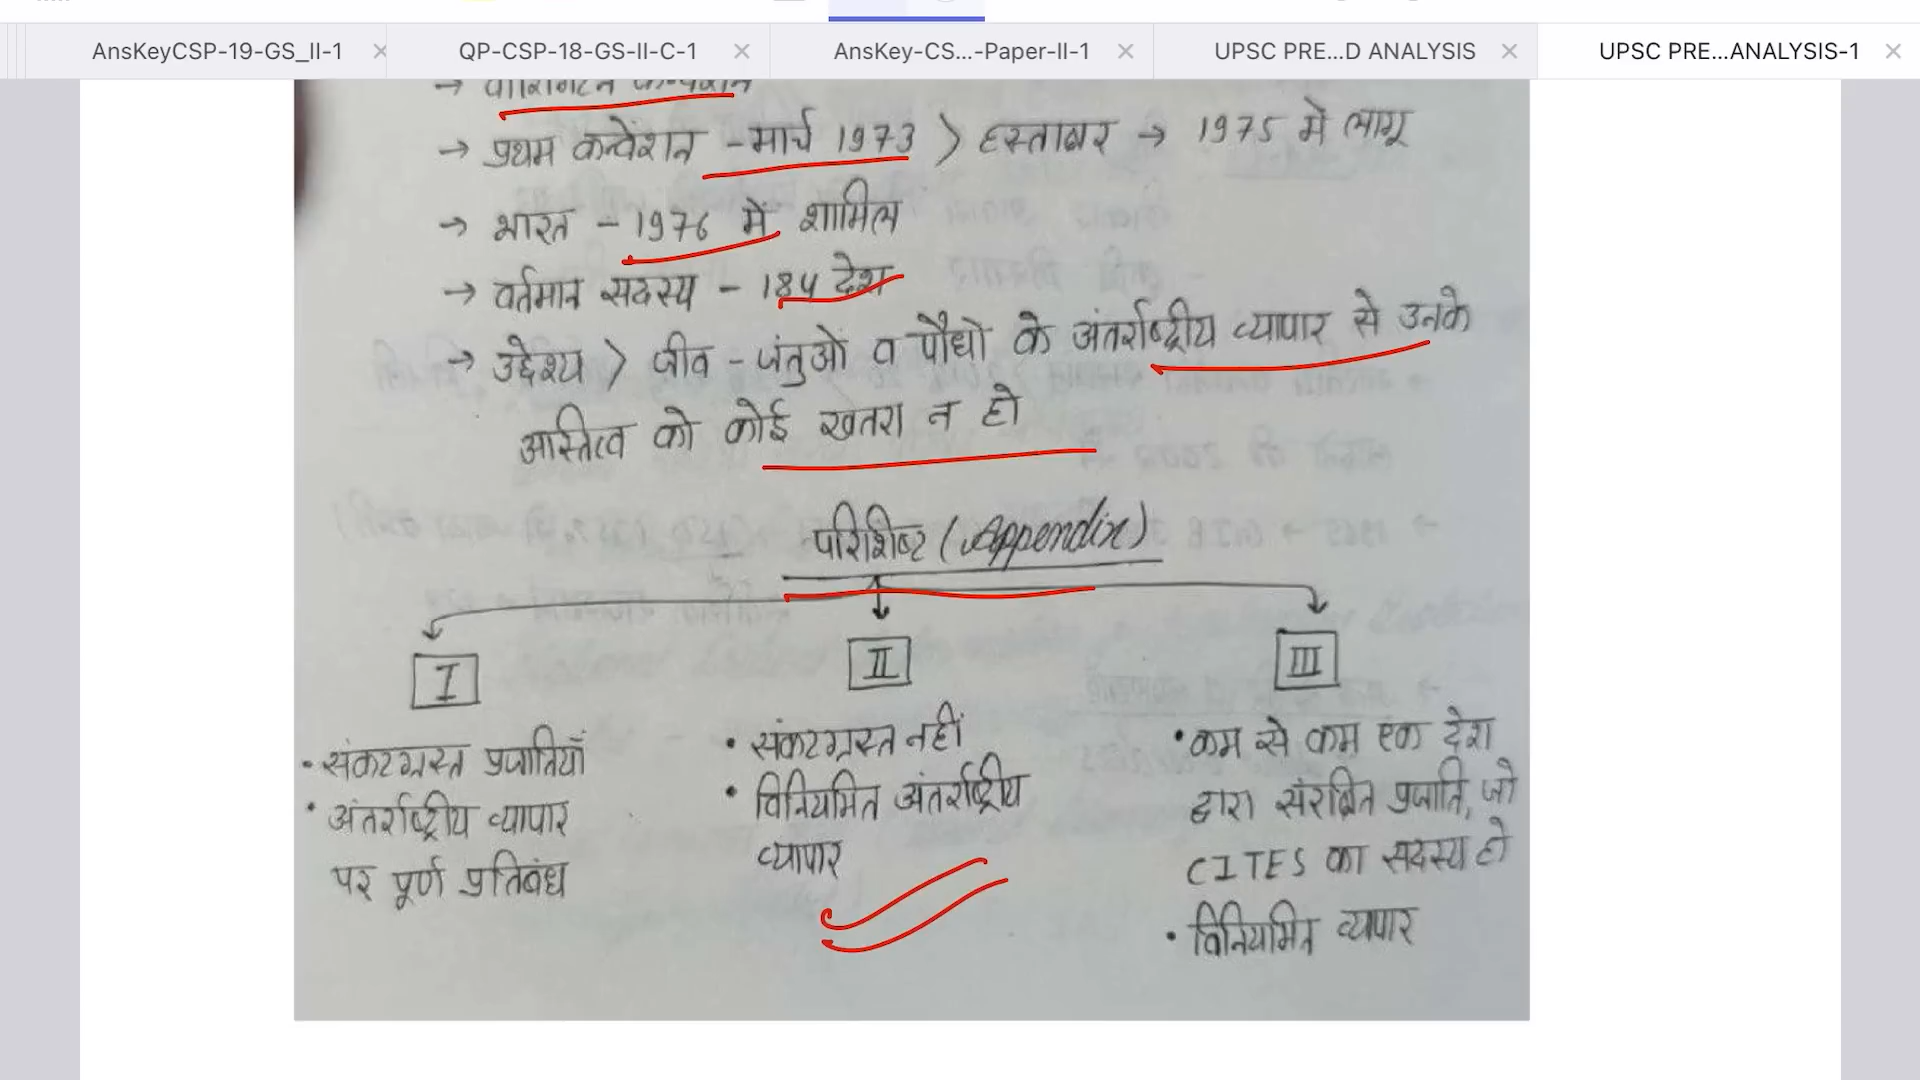 AnsKeyCSP-19-GS_II-1
QP-CSP-18-GS-II-C-1
AnsKey-CS...-Paper-II-1
UPSC PRE...D ANALYSIS
UPSC PRE...ANALYSIS-1
→ प्रथम कन्वेंशन - मार्च 1973 > हस्ताक्षर → 1975 में लागू
→ भारत - 1976 में शामिल
→ वर्तमान सदस्य - 184 देश
→ उद्देश्य > जीव-जंतुओं व पौधो के अंतर्राष्ट्रीय व्यापार से उनके
अस्तित्व को कोई खतरा न हो
परिशिष्ट (Appendix)
I
II
III
• संकटग्रस्त प्रजातियाँ
• अंतर्राष्ट्रीय व्यापार
पर पूर्ण प्रतिबंध
• संकटग्रस्त नहीं
• विनियमित अंतर्राष्ट्रीय
व्यापार
• कम से कम एक देश
द्वारा संरक्षित प्रजाति, जो
CITES का सदस्य हो
• विनियमित व्यापार